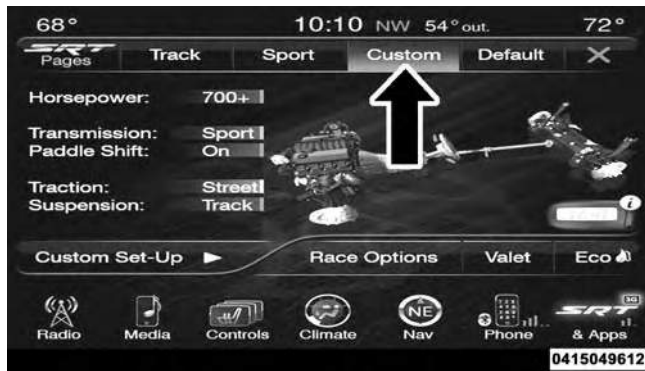 68° 10:10 NW 54° out. 72°
SRT Pages Track Sport Custom Default X
Horsepower: 700+
Transmission: Sport
Paddle Shift: On
Traction: Street
Suspension: Track
i
Custom Set-Up Race Options Valet Eco
NE 3G SRT
Radio Media Controls Climate Nav Phone & Apps
0415049612